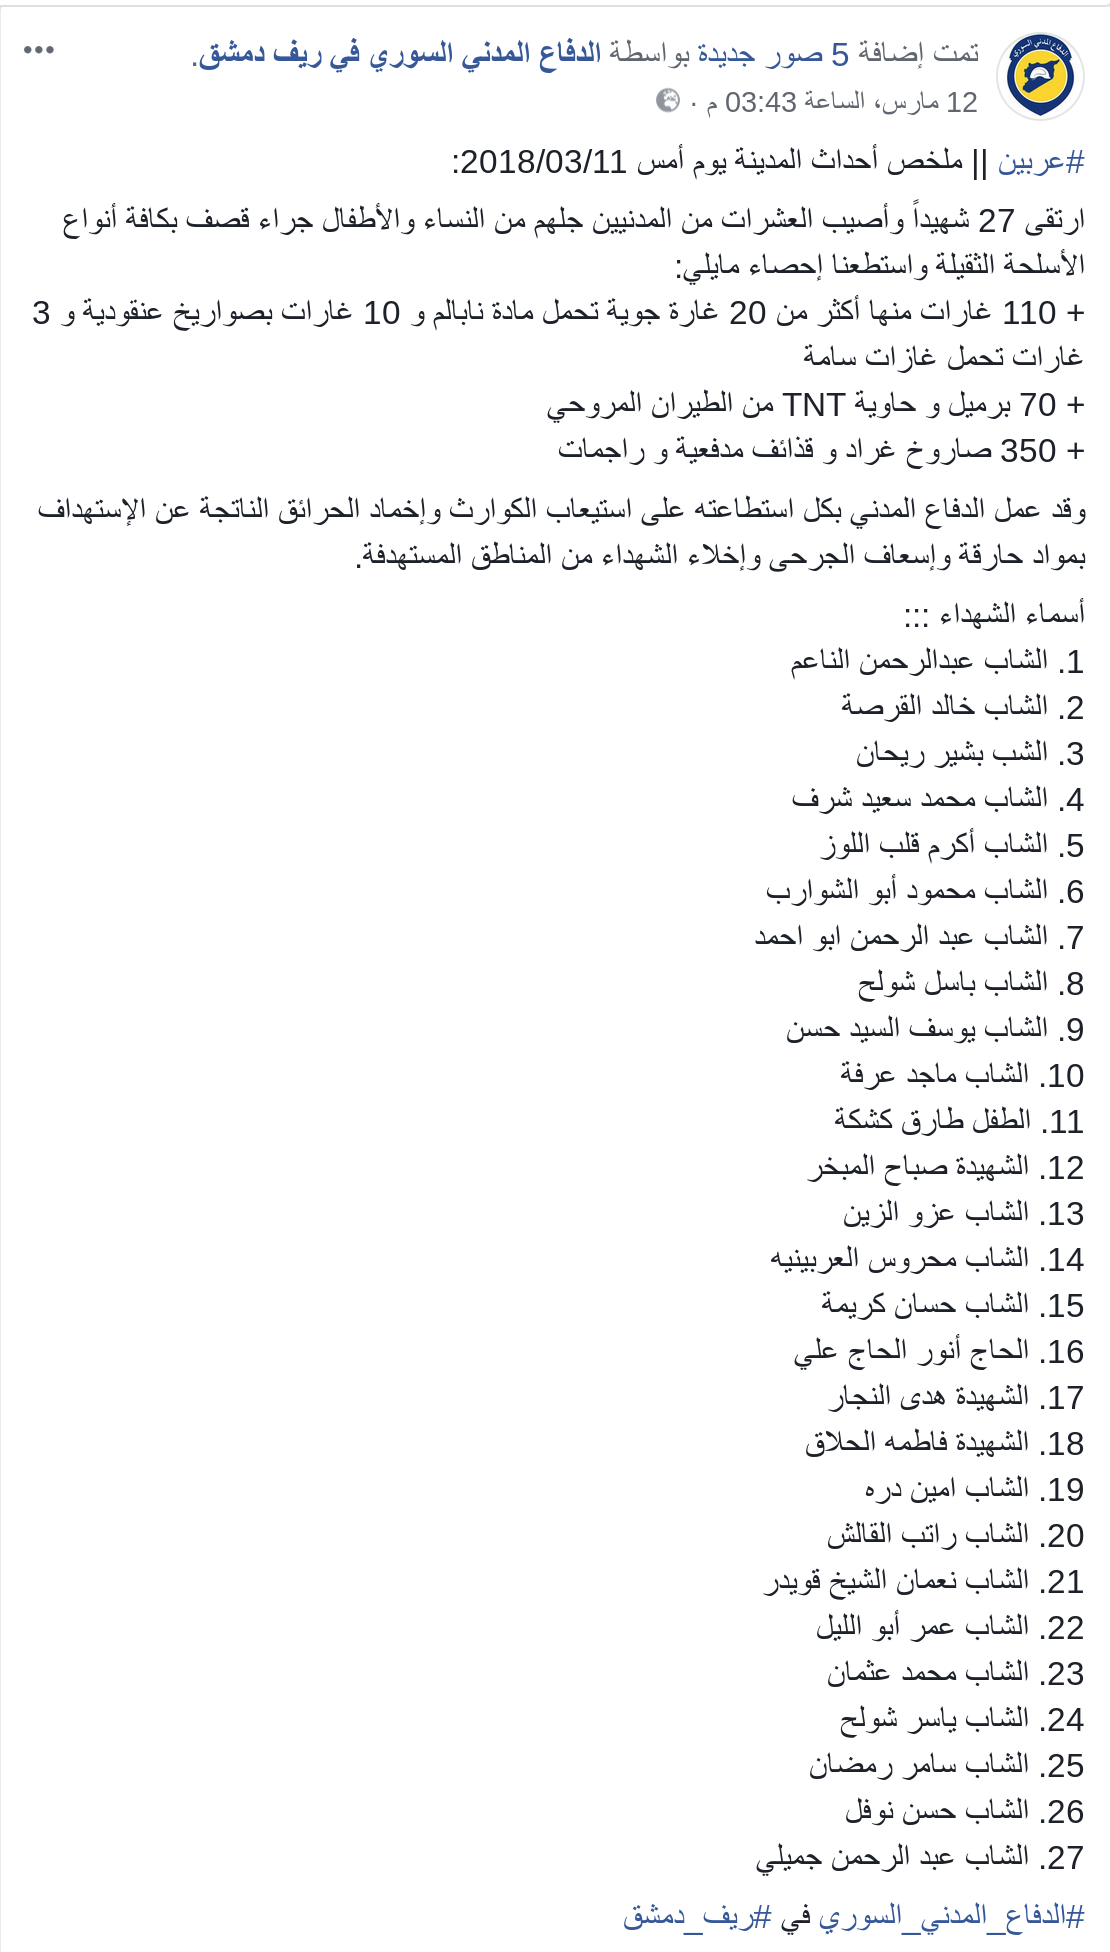 تمت إضافة 5 صور جديدة بواسطة الدفاع المدني السوري في ريف دمشق.
12 مارس، الساعة 03:43 م ·
#عربين || ملخص أحداث المدينة يوم أمس 2018/03/11:
ارتقى 27 شهيداً وأصيب العشرات من المدنيين جلهم من النساء والأطفال جراء قصف بكافة أنواع
الأسلحة الثقيلة واستطعنا إحصاء مايلي:
+ 110 غارات منها أكثر من 20 غارة جوية تحمل مادة نابالم و 10 غارات بصواريخ عنقودية و 3
غارات تحمل غازات سامة
+ 70 برميل و حاوية TNT من الطيران المروحي
+ 350 صاروخ غراد و قذائف مدفعية و راجمات
وقد عمل الدفاع المدني بكل استطاعته على استيعاب الكوارث وإخماد الحرائق الناتجة عن الإستهداف
بمواد حارقة وإسعاف الجرحى وإخلاء الشهداء من المناطق المستهدفة.
أسماء الشهداء :::
1. الشاب عبدالرحمن الناعم
2. الشاب خالد القرصة
3. الشب بشير ريحان
4. الشاب محمد سعيد شرف
5. الشاب أكرم قلب اللوز
6. الشاب محمود أبو الشوارب
7. الشاب عبد الرحمن ابو احمد
8. الشاب باسل شولح
9. الشاب يوسف السيد حسن
10. الشاب ماجد عرفة
11. الطفل طارق كشكة
12. الشهيدة صباح المبخر
13. الشاب عزو الزين
14. الشاب محروس العربينيه
15. الشاب حسان كريمة
16. الحاج أنور الحاج علي
17. الشهيدة هدى النجار
18. الشهيدة فاطمه الحلاق
19. الشاب امين دره
20. الشاب راتب القالش
21. الشاب نعمان الشيخ قويدر
22. الشاب عمر أبو الليل
23. الشاب محمد عثمان
24. الشاب ياسر شولح
25. الشاب سامر رمضان
26. الشاب حسن نوفل
27. الشاب عبد الرحمن جميلي
#الدفاع_المدني_السوري في #ريف_دمشق